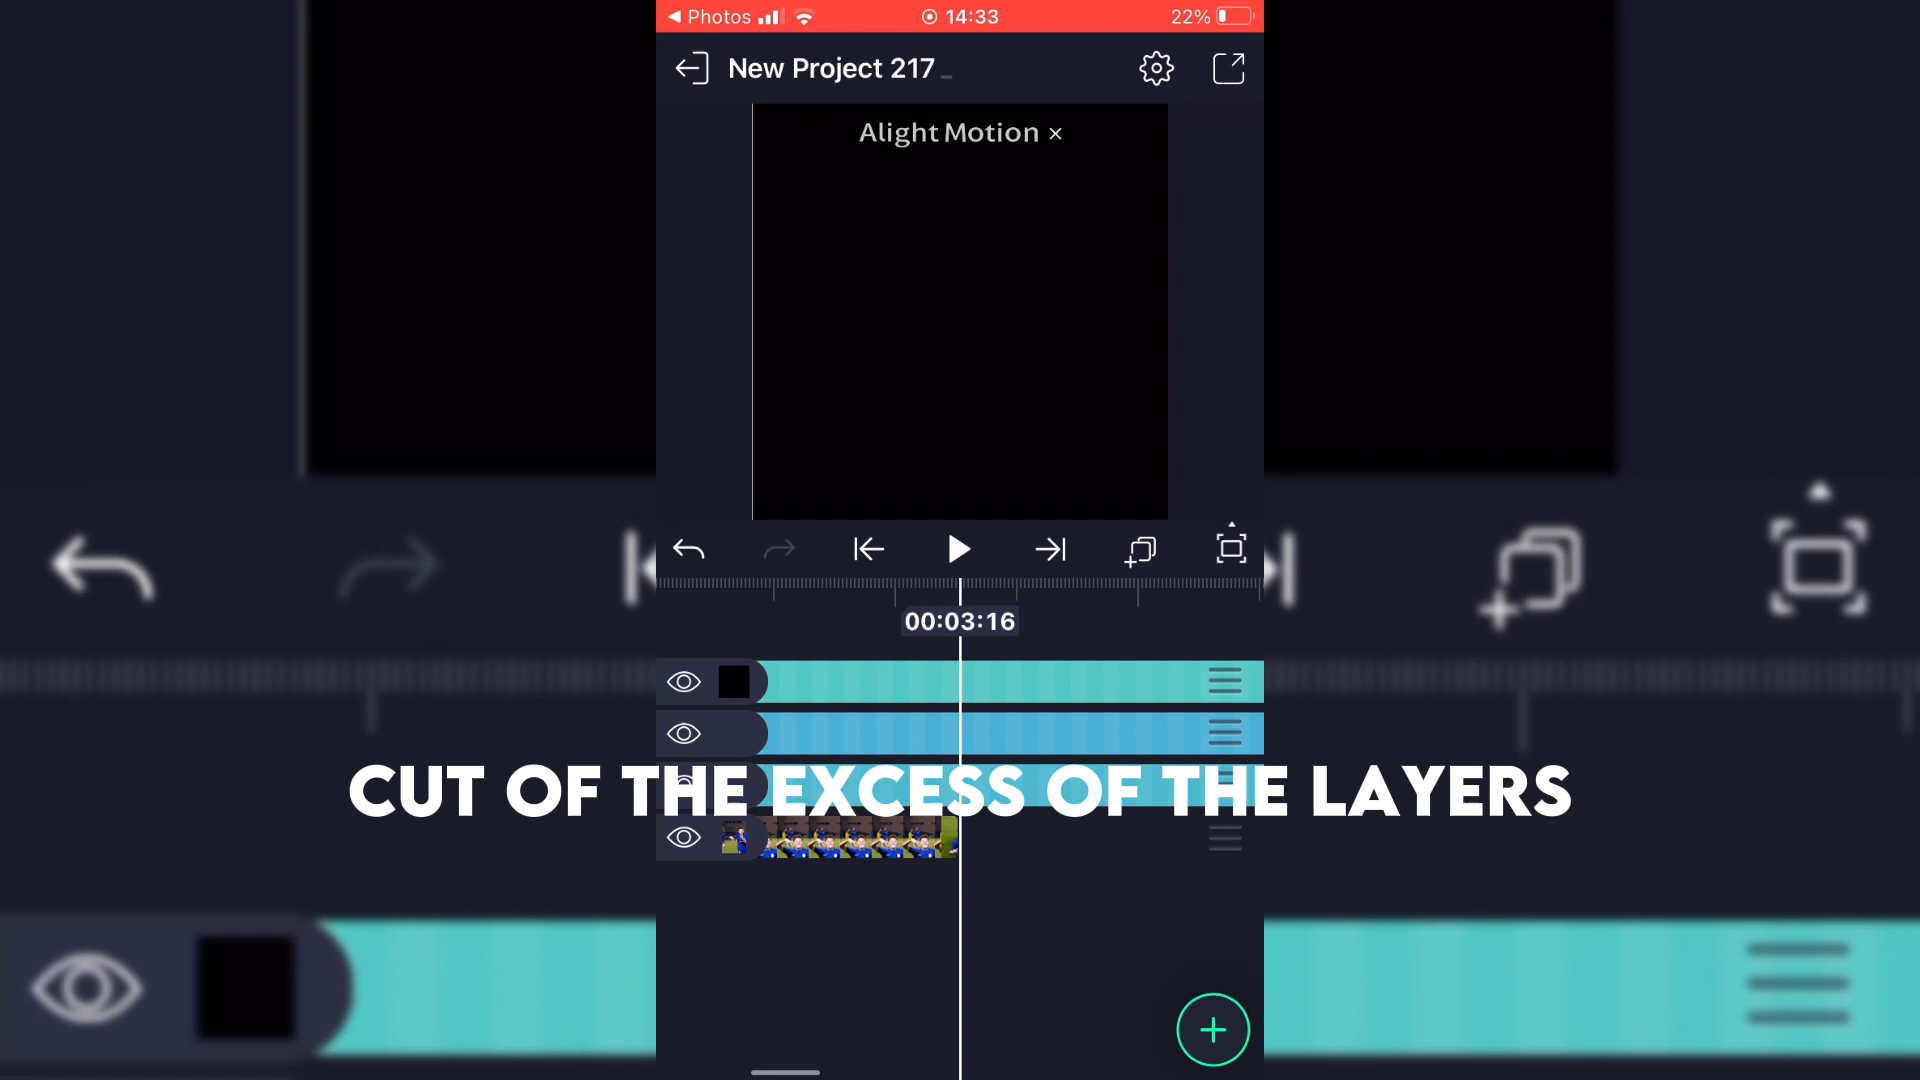 Photos 14:33 22%
New Project 217
Alight Motion ×
00:03:16
CUT OF THE EXCESS OF THE LAYERS